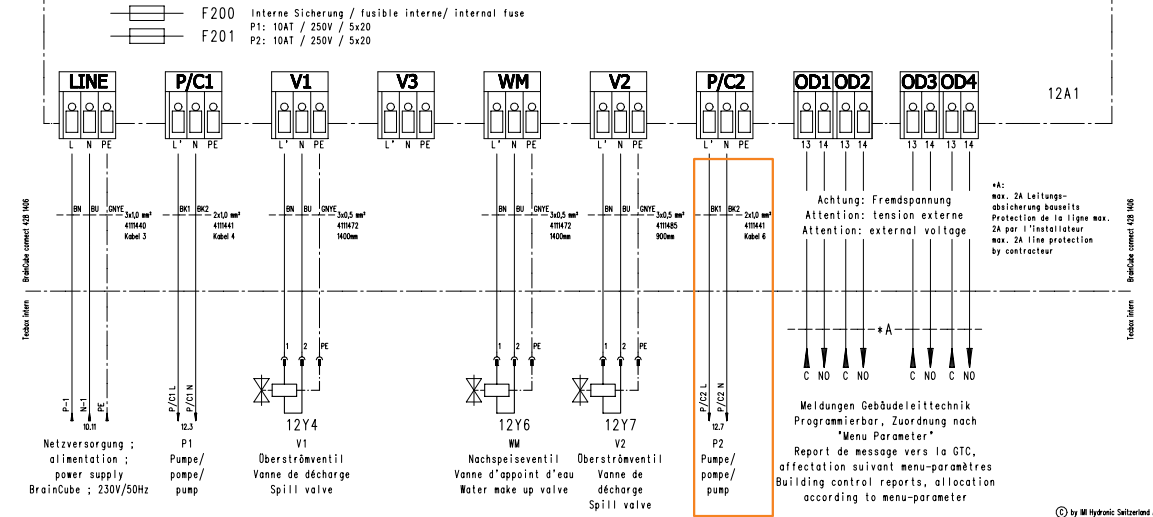 F200 Interne Sicherung / fusible interne/ internal fuse
P1: 10AT / 250V / 5x20
F201 P2: 10AT / 250V / 5x20
LINE P/C1 V1 V3 WM V2 P/C2 OD1 OD2 OD3 OD4
12A1
L N PE L' N L' N PE L' N PE L' N PE L' N PE L' N 13 14 13 14 13 14 13 14
BN BU GNYE
3x1,0 mm²
4111440
Kabel 3
BK1 BK2
2x1,0 mm²
4111441
Kabel 4
BN BU GNYE
3x0,5 mm²
4111472
1400mm
BN BU GNYE
3x0,5 mm²
4111472
1400mm
BN BU GNYE
3x0,5 mm²
4111485
900mm
BK1 BK2
2x1,0 mm²
4111441
Kabel 6
Achtung: Fremdspannung
Attention: tension externe
Attention: external voltage
*A:
max. 2A Leitungs-
absicherung bauseits
Protection de la ligne max.
2A par l'installateur
max. 2A line protection
by contracteur
BrainCube connect 428 1406
Tecbox intern
BrainCube connect 428 1406
Tecbox intern
1 2 PE
1 2 PE
1 2 PE
*A
P-1 N-1 PE
10.11
Netzversorgung ;
alimentation ;
power supply
BrainCube ; 230V/50Hz
P/C1 L P/C1 N
12.3
P1
Pumpe/
pompe/
pump
12Y4
V1
Überströmventil
Vanne de décharge
Spill valve
12Y6
WM
Nachspeiseventil
Vanne d'appoint d'eau
Water make up valve
12Y7
V2
Überströmventil
Vanne de
décharge
Spill valve
P/C2 L P/C2 N
12.7
P2
Pumpe/
pompe/
pump
C NO C NO C NO C NO
Meldungen Gebäudeleittechnik
Programmierbar, Zuordnung nach
"Menu Parameter"
Report de message vers la GTC,
affectation suivant menu-paramètres
Building control reports, allocation
according to menu-parameter
© by IMI Hydronic Switzerland